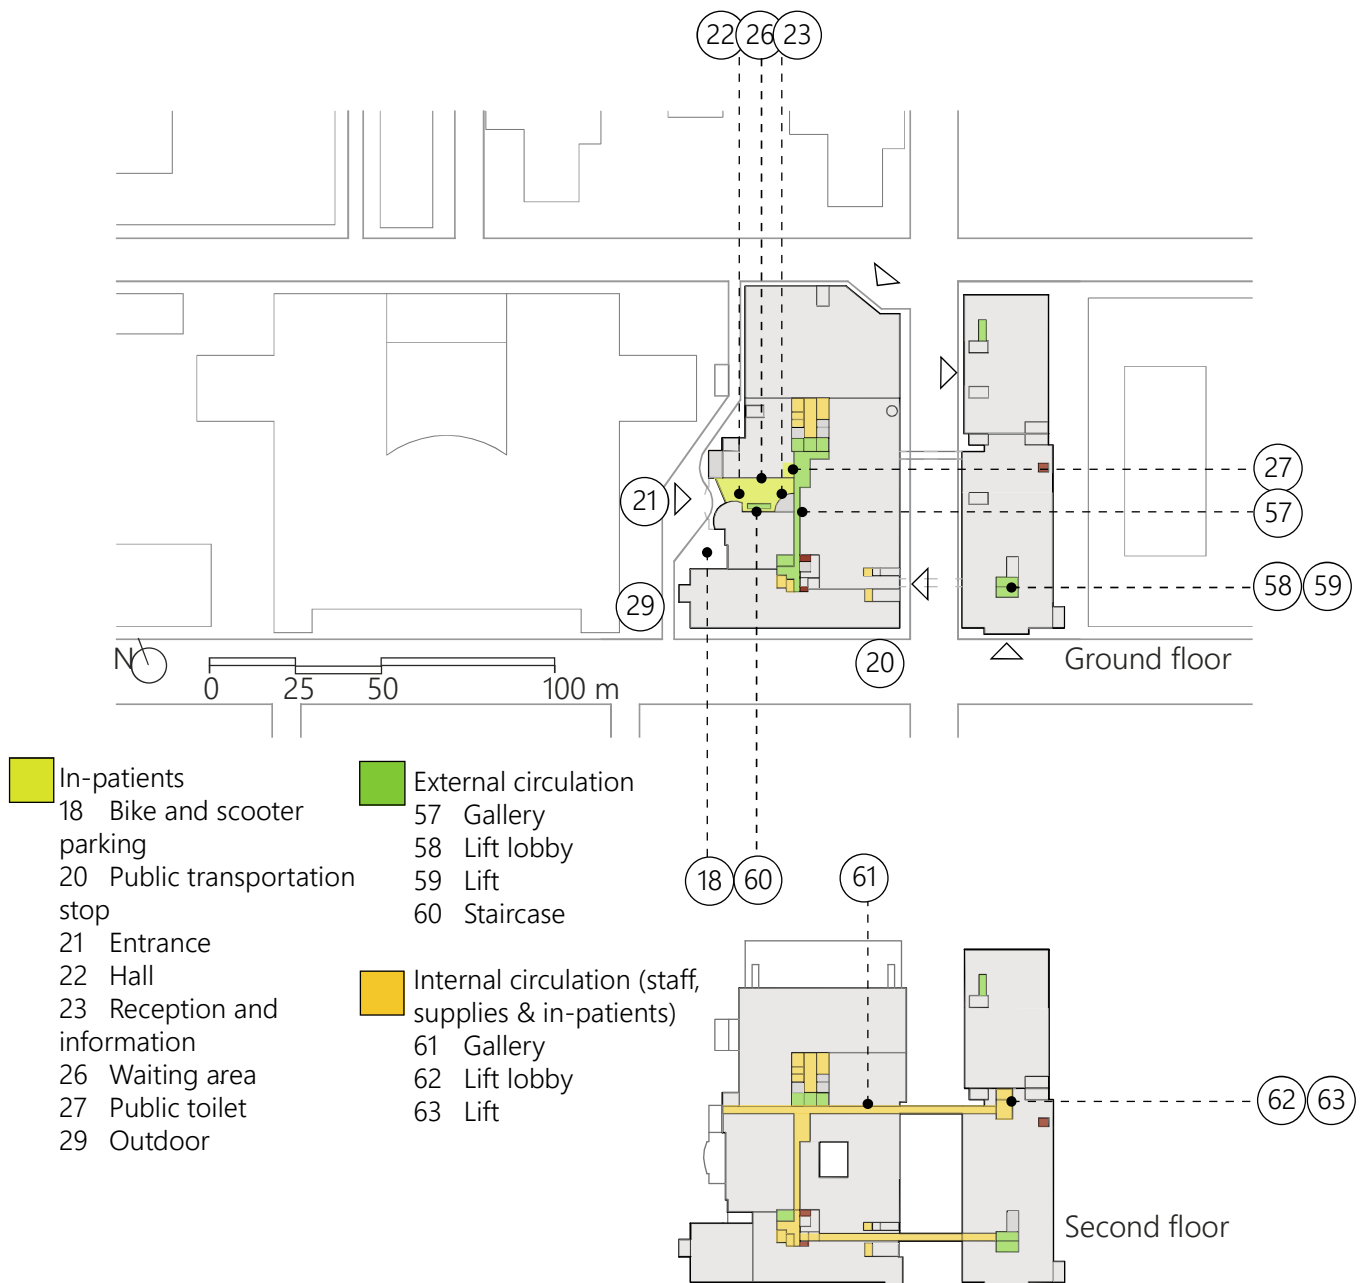 22 26 23
27
21
57
58 59
29
20
N
Ground floor
0 25 50 100 m
In-patients
18 Bike and scooter
parking
20 Public transportation
stop
21 Entrance
22 Hall
23 Reception and
information
26 Waiting area
27 Public toilet
29 Outdoor
External circulation
57 Gallery
58 Lift lobby
59 Lift
60 Staircase
Internal circulation (staff,
supplies & in-patients)
61 Gallery
62 Lift lobby
63 Lift
18 60 61
62 63
Second floor